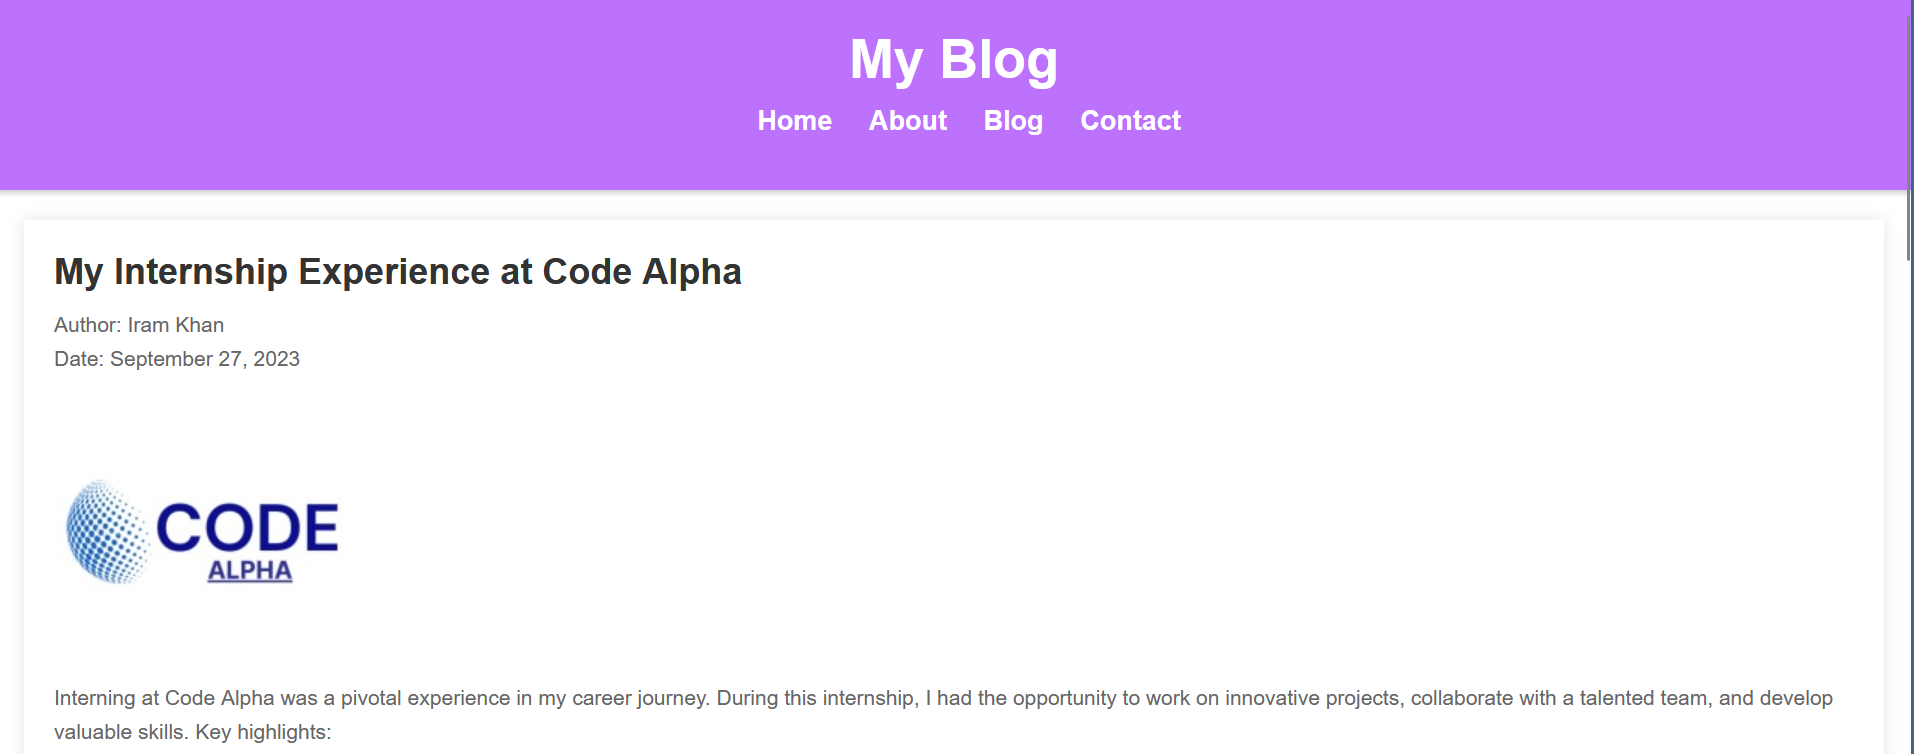 My Blog
Home About Blog Contact
My Internship Experience at Code Alpha
Author: Iram Khan
Date: September 27, 2023
CODE
ALPHA
Interning at Code Alpha was a pivotal experience in my career journey. During this internship, I had the opportunity to work on innovative projects, collaborate with a talented team, and develop
valuable skills. Key highlights: